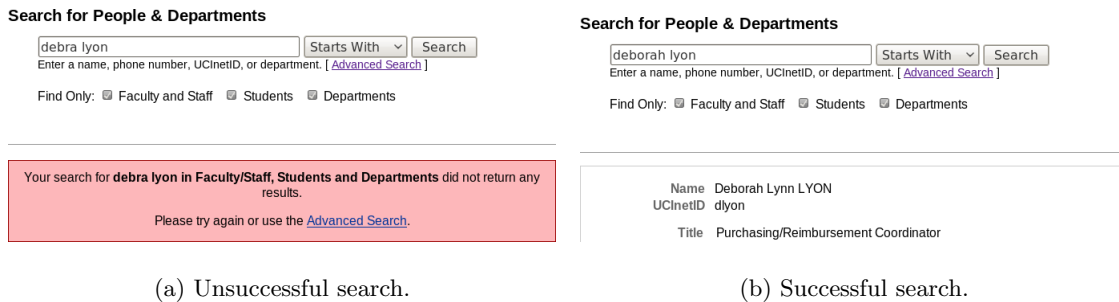 Search for People & Departments
debra lyon Starts With Search
Enter a name, phone number, UCInetID, or department. [ Advanced Search ]
Find Only: Faculty and Staff Students Departments
Your search for debra lyon in Faculty/Staff, Students and Departments did not return any
results.
Please try again or use the Advanced Search.
(a) Unsuccessful search.
Search for People & Departments
deborah lyon Starts With Search
Enter a name, phone number, UCInetID, or department. [ Advanced Search ]
Find Only: Faculty and Staff Students Departments
Name Deborah Lynn LYON
UCInetID dlyon
Title Purchasing/Reimbursement Coordinator
(b) Successful search.